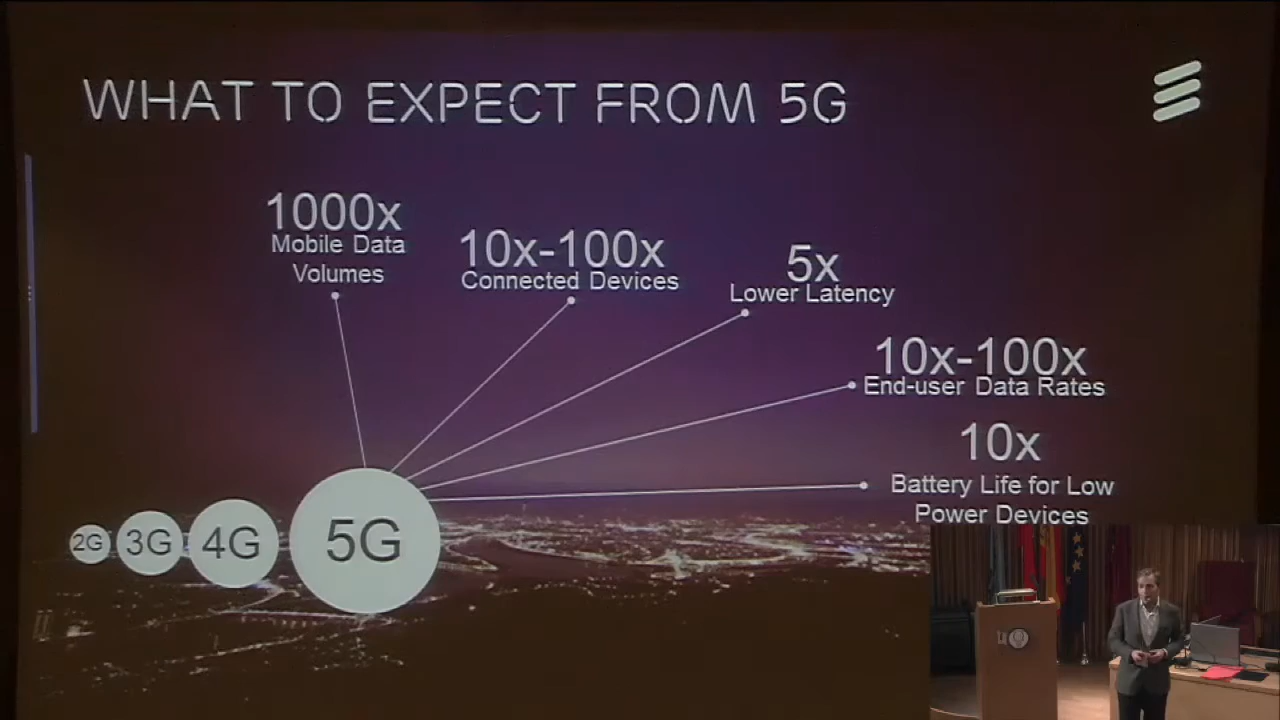 WHAT TO EXPECT FROM 5G
1000x
Mobile Data
Volumes
10x-100x
Connected Devices
5x
Lower Latency
10x-100x
End-user Data Rates
10x
Battery Life for Low
Power Devices
2G
3G
4G
5G